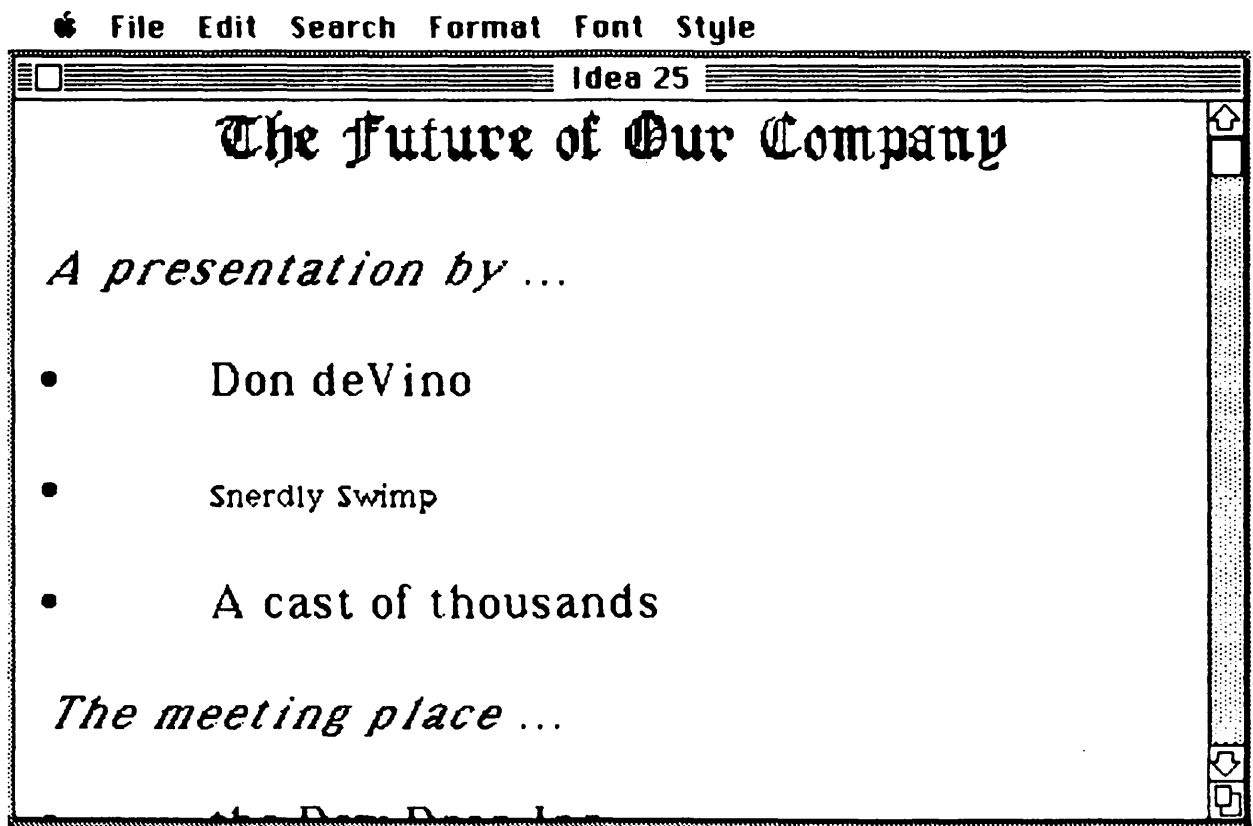 File Edit Search Format Font Style
Idea 25
The Future of Our Company
A presentation by ...
• Don deVino
• Snerdly Swimp
• A cast of thousands
The meeting place ...